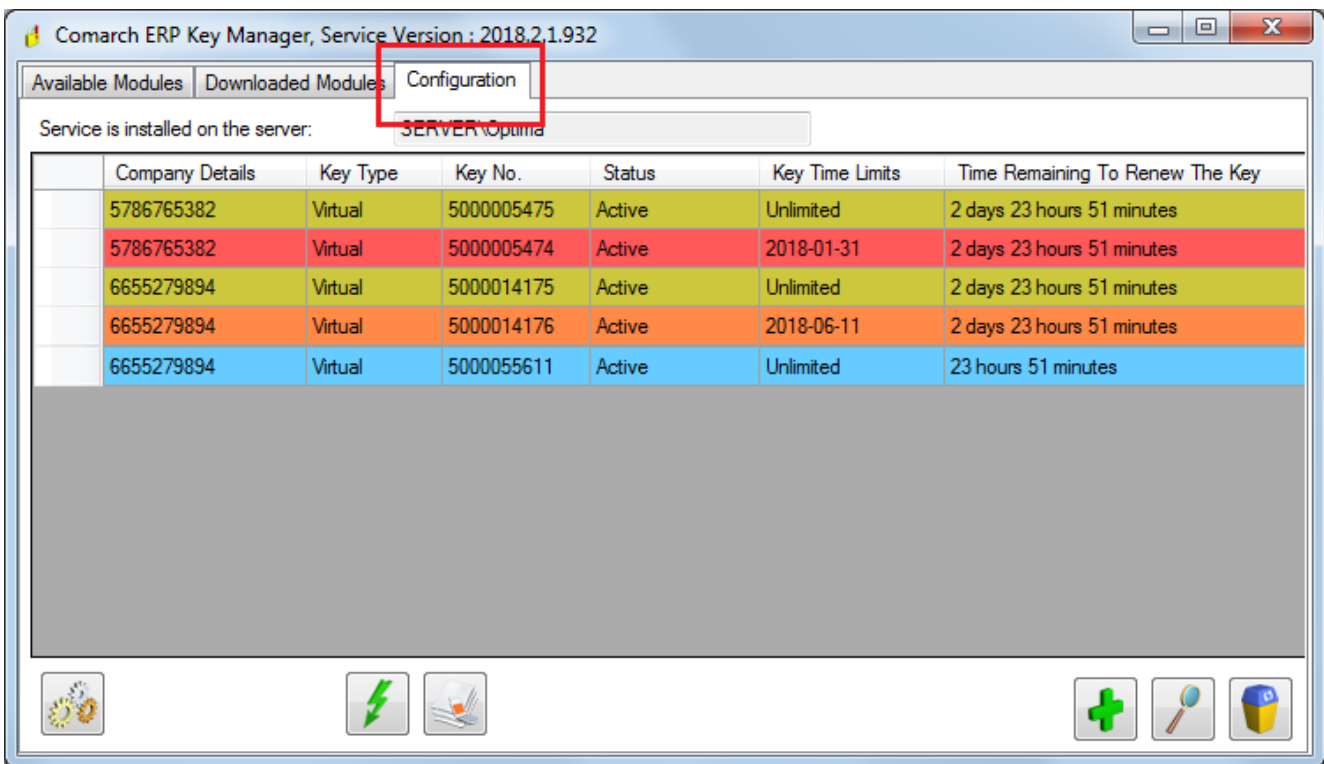 Comarch ERP Key Manager, Service Version : 2018.2.1.932
Available Modules Downloaded Modules Configuration
Service is installed on the server: SERVER\Optima
Company Details Key Type Key No. Status Key Time Limits Time Remaining To Renew The Key
5786765382 Virtual 5000005475 Active Unlimited 2 days 23 hours 51 minutes
5786765382 Virtual 5000005474 Active 2018-01-31 2 days 23 hours 51 minutes
6655279894 Virtual 5000014175 Active Unlimited 2 days 23 hours 51 minutes
6655279894 Virtual 5000014176 Active 2018-06-11 2 days 23 hours 51 minutes
6655279894 Virtual 5000055611 Active Unlimited 23 hours 51 minutes